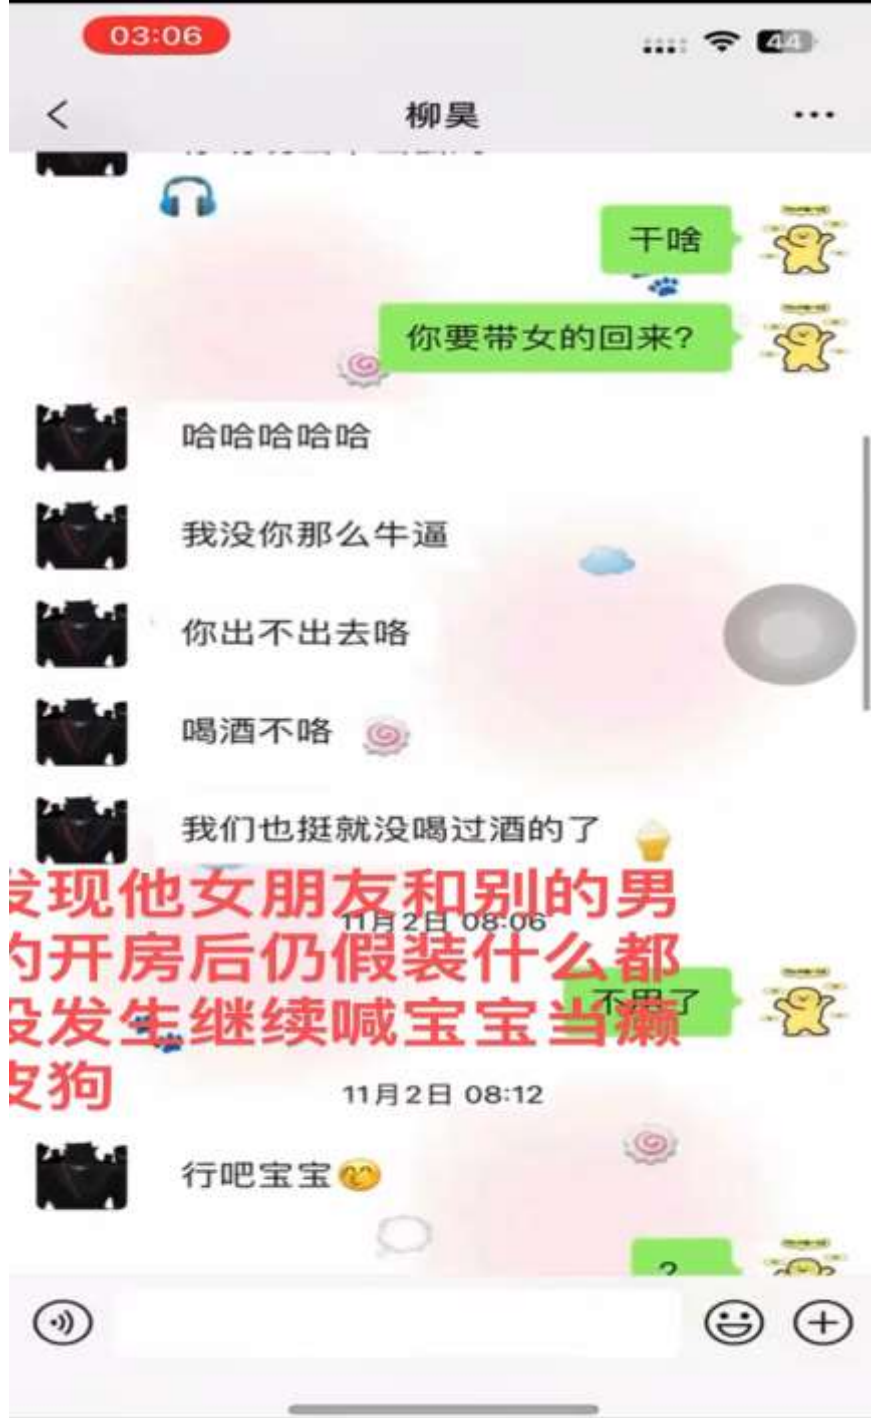 03:06
44
柳昊
干啥
你要带女的回来?
哈哈哈哈哈
我没你那么牛逼
你出不出去咯
喝酒不咯
我们也挺就没喝过酒的了
发现他女朋友和别的男
11月2日 08:06
的开房后仍假装什么都
不用了
没发生继续喊宝宝当癞
皮狗
11月2日 08:12
行吧宝宝
?